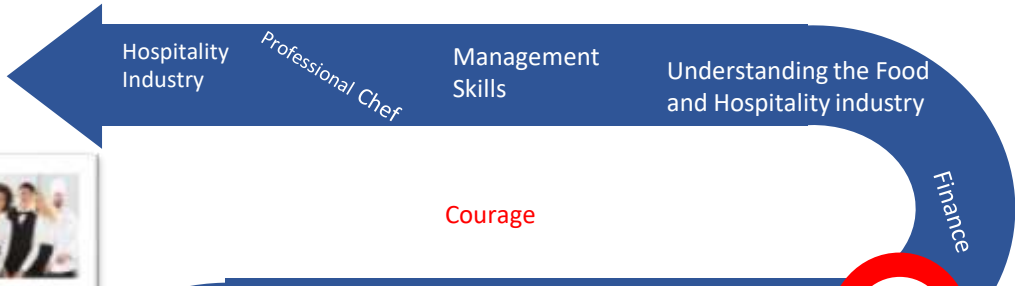 Hospitality
Industry
Professional Chef
Management
Skills
Understanding the Food
and Hospitality industry
Finance
Courage